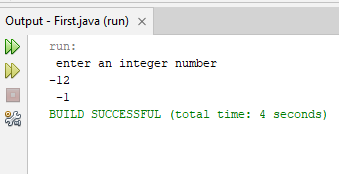 Output - First.java (run) ×
run:
enter an integer number
-12
-1
BUILD SUCCESSFUL (total time: 4 seconds)